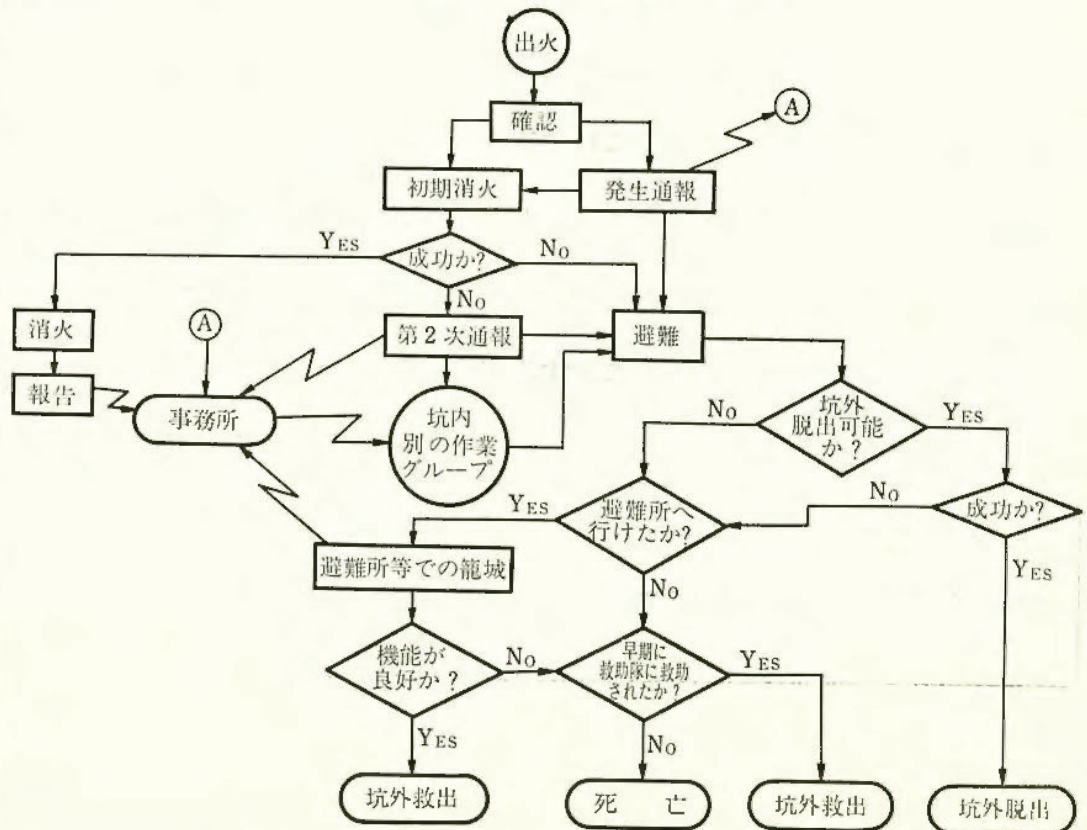 出火
A
確認
初期消火
発生通報
YES
成功か?
NO
NO
消火
A
第2次通報
避難
報告
事務所
坑内
別の作業
グループ
NO
坑外
脱出可能
か?
YES
YES
避難所へ
行けたか?
NO
成功か?
避難所等での籠城
NO
YES
機能が
良好か?
NO
早期に
救助隊に救助
されたか?
YES
YES
NO
坑外救出
死 亡
坑外救出
坑外脱出